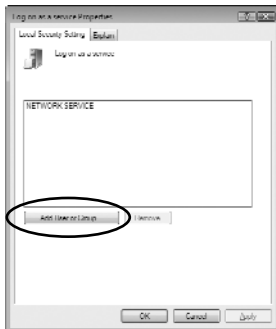 Log on as a service Properties
Local Security Setting Explain
Log on as a service
NETWORK SERVICE
Add User or Group... Remove
OK Cancel Apply